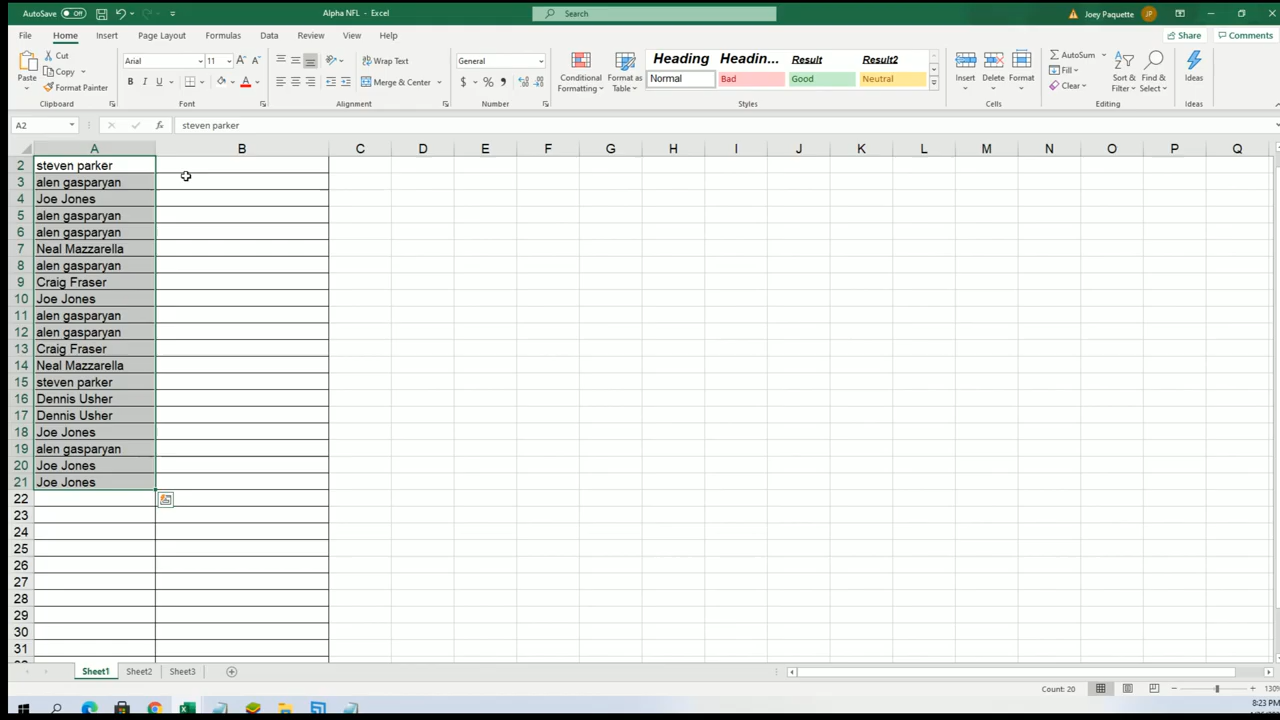 AutoSave Off Alpha NFL - Excel Search Joey Paquette JP
File Home Insert Page Layout Formulas Data Review View Help Share Comments
Paste Cut Copy Format Painter Clipboard
Arial 11 A A B I U A Font
Wrap Text Merge & Center Alignment
General $ % Number
Conditional Formatting Format as Table
Heading Headin... Result Result2
Normal Bad Good Neutral
Styles
Insert Delete Format Cells
AutoSum Fill Clear Sort & Filter Find & Select Editing
Ideas Ideas
A2 fx steven parker
A B C D E F G H I J K L M N O P Q
2 steven parker
3 alen gasparyan
4 Joe Jones
5 alen gasparyan
6 alen gasparyan
7 Neal Mazzarella
8 alen gasparyan
9 Craig Fraser
10 Joe Jones
11 alen gasparyan
12 alen gasparyan
13 Craig Fraser
14 Neal Mazzarella
15 steven parker
16 Dennis Usher
17 Dennis Usher
18 Joe Jones
19 alen gasparyan
20 Joe Jones
21 Joe Jones
22
23
24
25
26
27
28
29
30
31
Sheet1 Sheet2 Sheet3
Count: 20 130%
8:23 PM